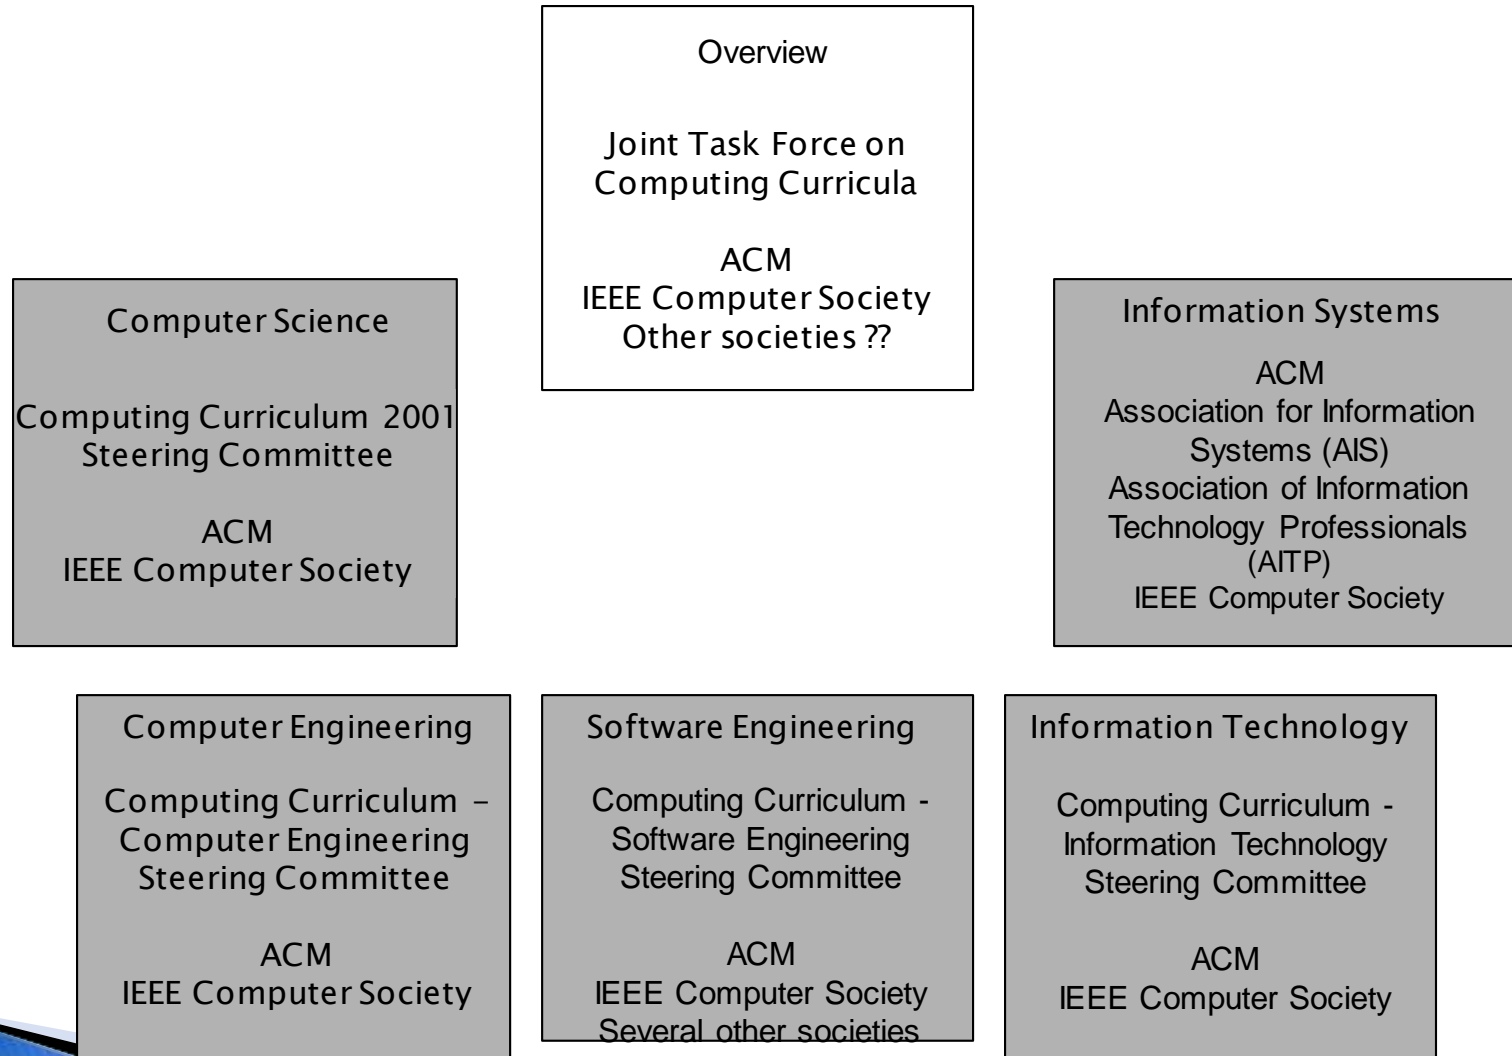 Overview
Joint Task Force on
Computing Curricula
ACM
IEEE Computer Society
Other societies ??
Computer Science
Computing Curriculum 2001
Steering Committee
ACM
IEEE Computer Society
Information Systems
ACM
Association for Information
Systems (AIS)
Association of Information
Technology Professionals
(AITP)
IEEE Computer Society
Computer Engineering
Computing Curriculum –
Computer Engineering
Steering Committee
ACM
IEEE Computer Society
Software Engineering
Computing Curriculum -
Software Engineering
Steering Committee
ACM
IEEE Computer Society
Several other societies
Information Technology
Computing Curriculum -
Information Technology
Steering Committee
ACM
IEEE Computer Society